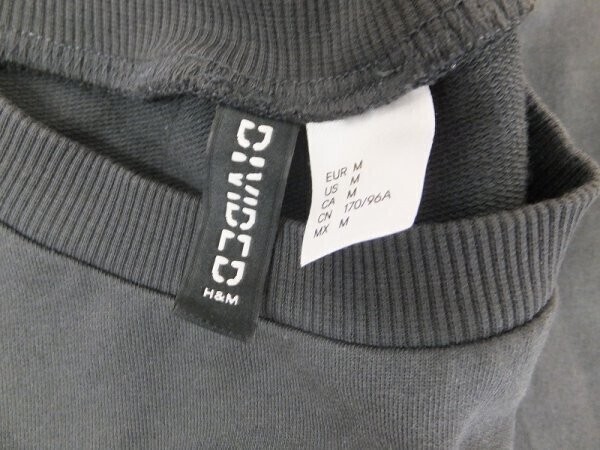 DIVIDED
H&M
EUR M
US M
CA M
CN 170/96A
MX M